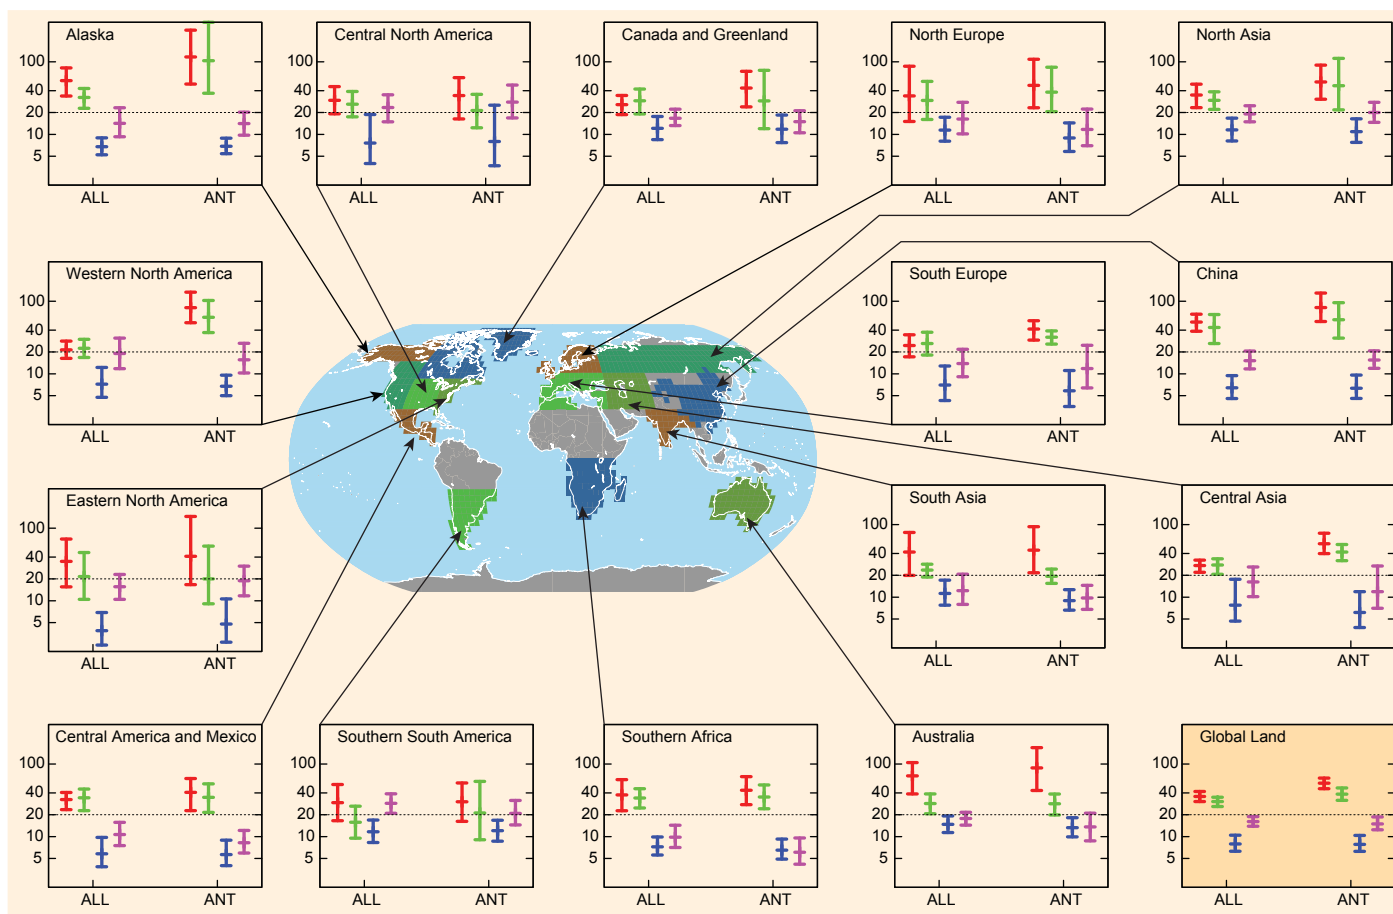 Alaska
100
40
20
10
5
ALL
ANT
Central North America
ALL
ANT
Canada and Greenland
100
40
20
10
5
ALL
ANT
North Europe
100
40
20
10
5
ALL
ANT
North Asia
100
40
20
10
5
ALL
ANT
Western North America
100
40
20
10
5
ALL
ANT
South Europe
100
40
20
10
5
ALL
ANT
China
100
40
20
10
5
ALL
ANT
Eastern North America
100
40
20
10
5
ALL
ANT
South Asia
100
40
20
10
5
ALL
ANT
Central Asia
100
40
20
10
5
ALL
ANT
Central America and Mexico
100
40
20
10
5
ALL
ANT
Southern South America
100
40
20
10
5
ALL
ANT
Southern Africa
100
40
20
10
5
ALL
ANT
Australia
100
40
20
10
5
ALL
ANT
Global Land
100
40
20
10
5
ALL
ANT